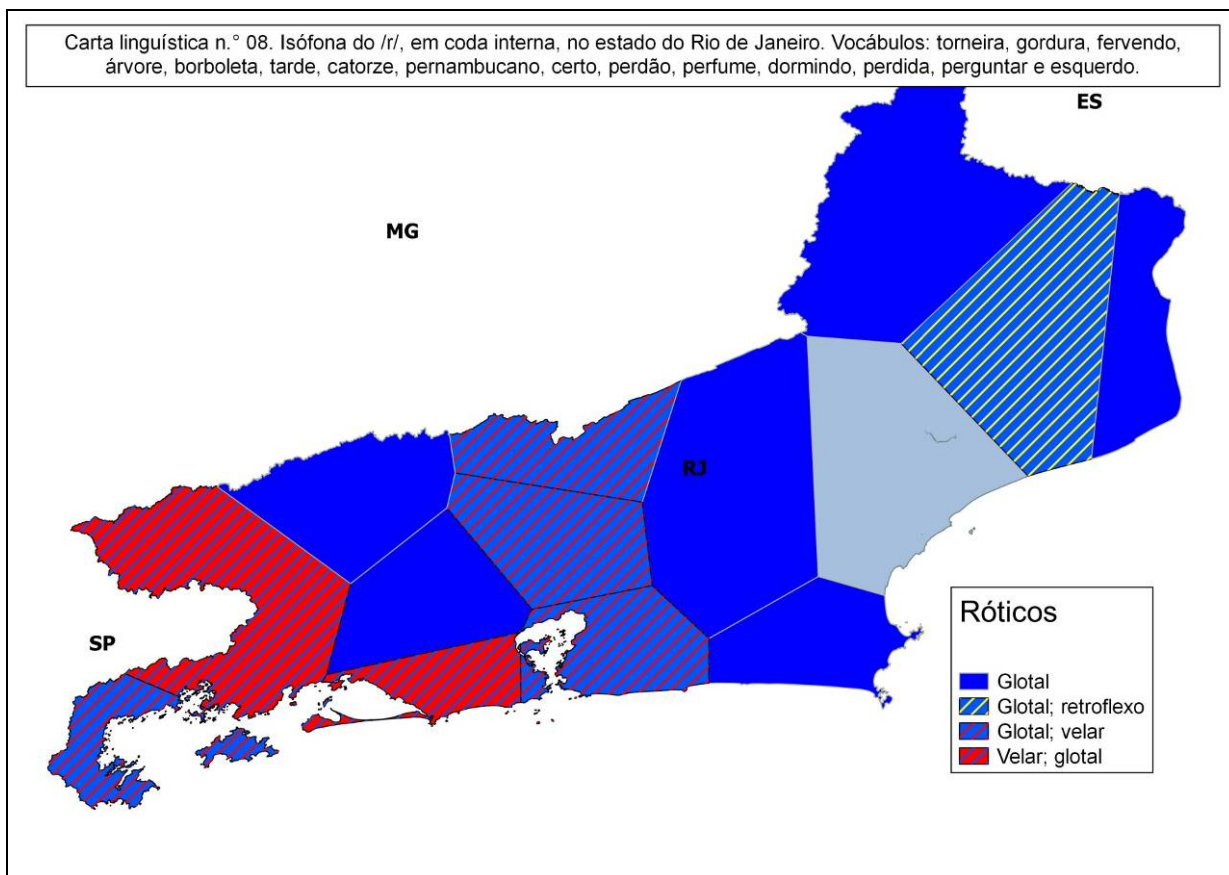 Carta linguística n.° 08. Isófona do /r/, em coda interna, no estado do Rio de Janeiro. Vocábulos: torneira, gordura, fervendo,
árvore, borboleta, tarde, catorze, pernambucano, certo, perdão, perfume, dormindo, perdida, perguntar e esquerdo.
ES
MG
RJ
SP
Róticos
Glotal
Glotal; retroflexo
Glotal; velar
Velar; glotal